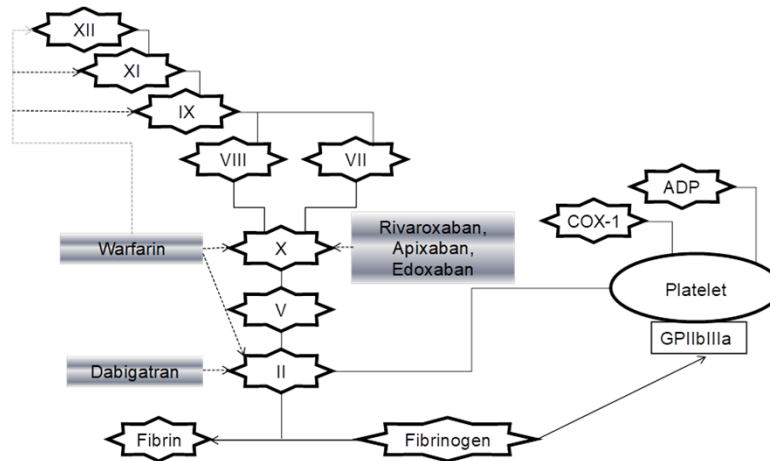 XII
XI
IX
VIII
VII
ADP
COX-1
Rivaroxaban,
Apixaban,
Edoxaban
Warfarin
X
Platelet
V
GPIIbIIIa
Dabigatran
II
Fibrin
Fibrinogen